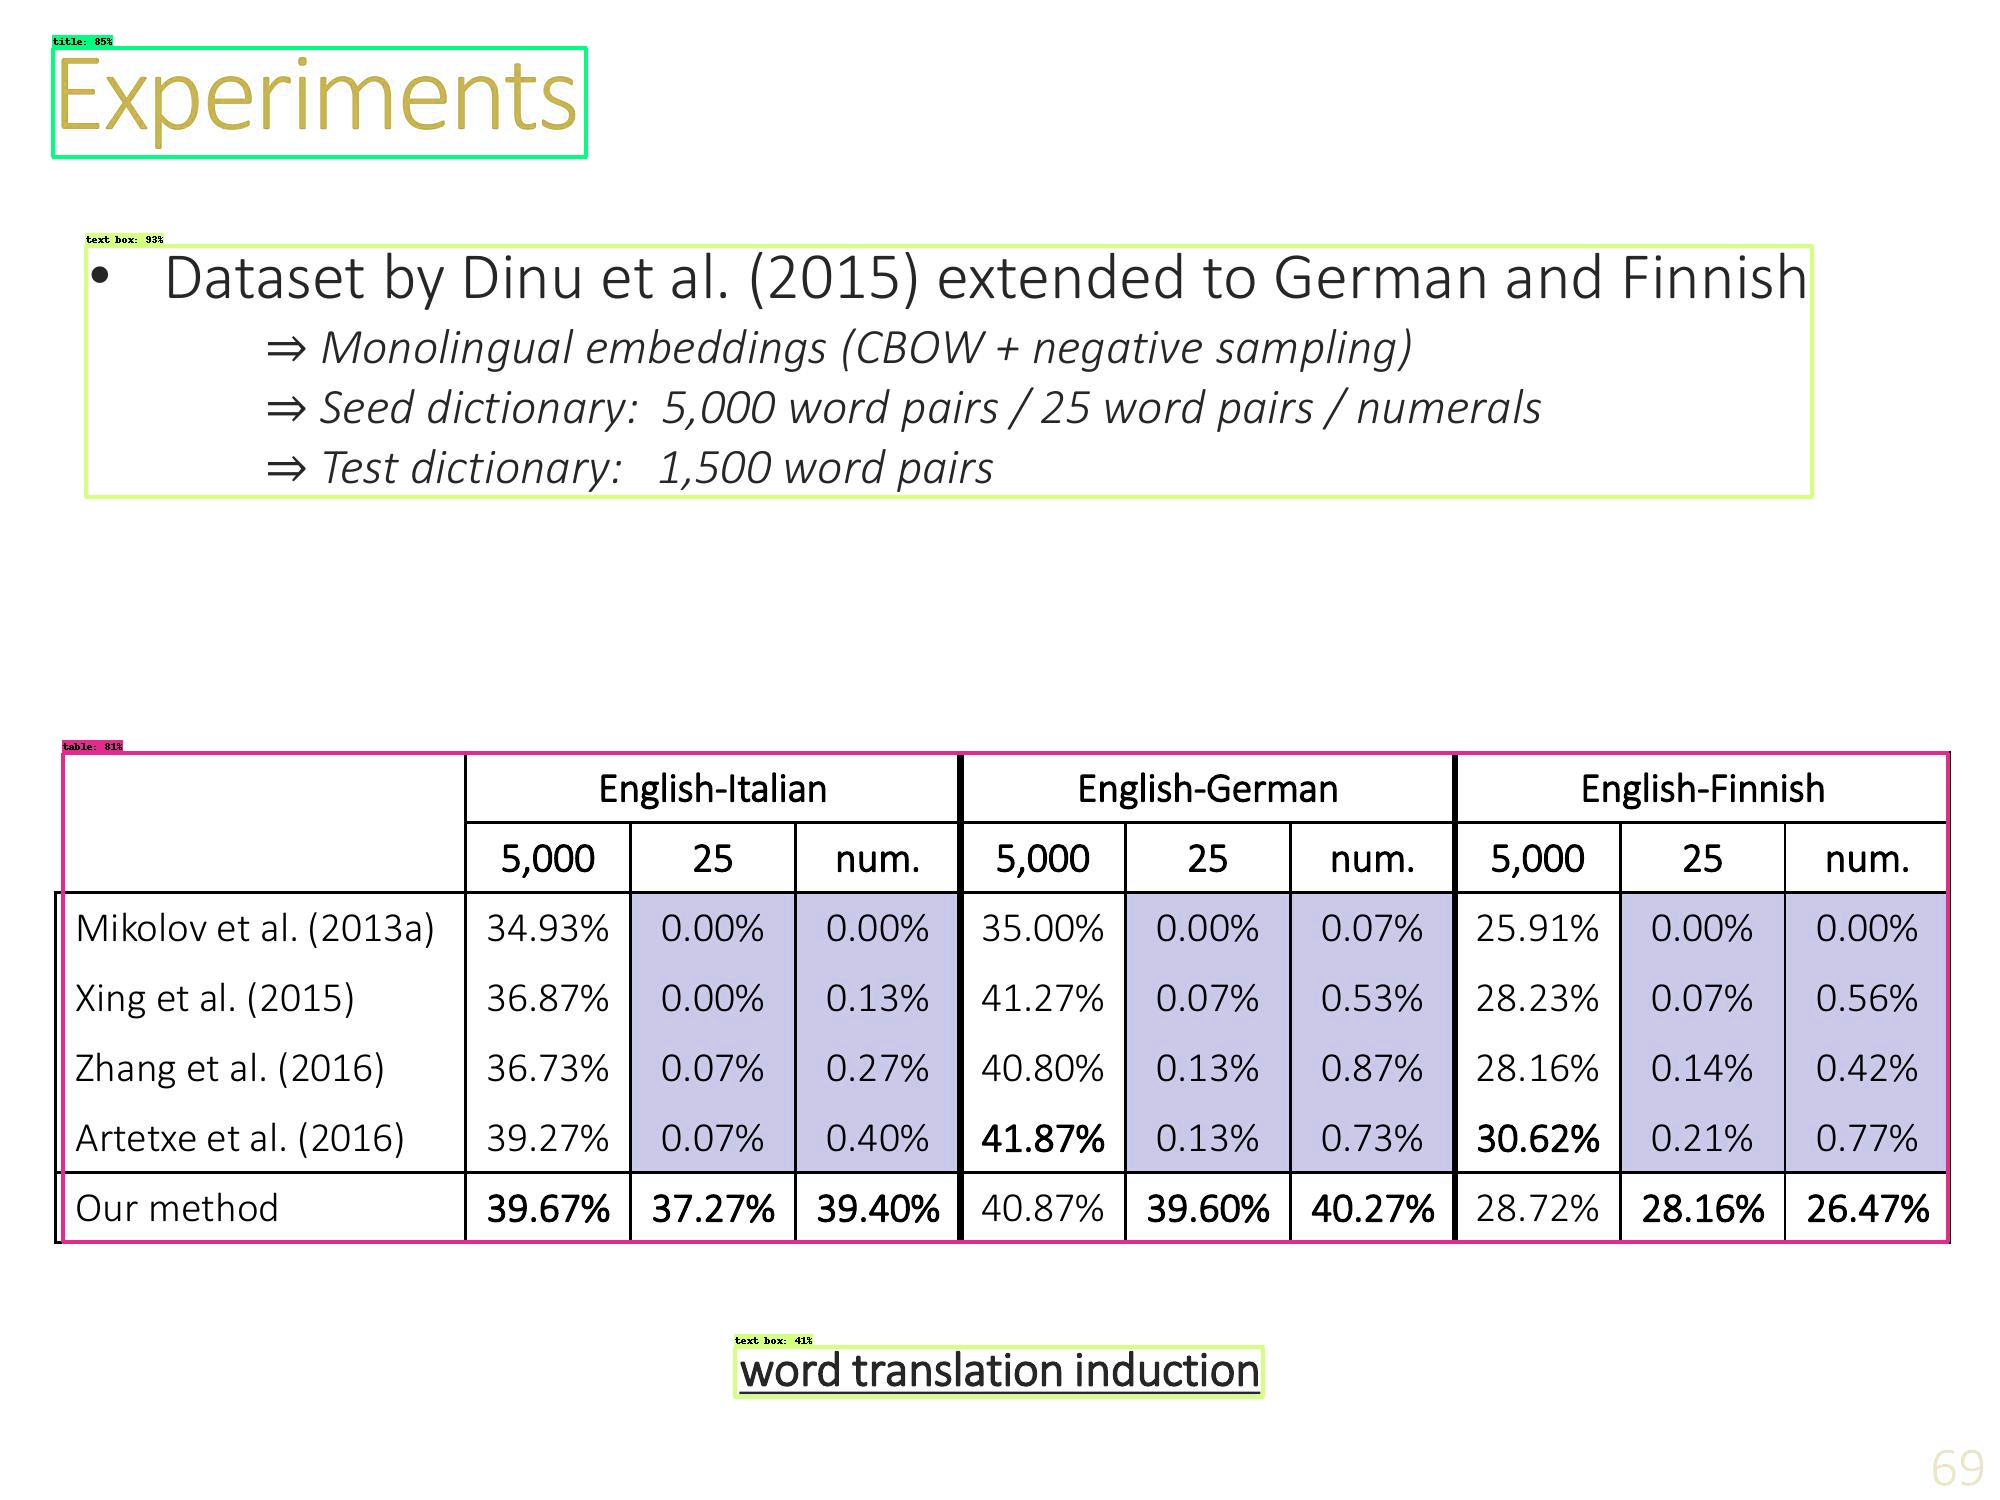 title: 85%
Experiments
text box: 93%
• Dataset by Dinu et al. (2015) extended to German and Finnish
⇒ Monolingual embeddings (CBOW + negative sampling)
⇒ Seed dictionary: 5,000 word pairs / 25 word pairs / numerals
⇒ Test dictionary: 1,500 word pairs
table: 81%
English-Italian English-German English-Finnish
5,000 25 num. 5,000 25 num. 5,000 25 num.
Mikolov et al. (2013a) 34.93% 0.00% 0.00% 35.00% 0.00% 0.07% 25.91% 0.00% 0.00%
Xing et al. (2015) 36.87% 0.00% 0.13% 41.27% 0.07% 0.53% 28.23% 0.07% 0.56%
Zhang et al. (2016) 36.73% 0.07% 0.27% 40.80% 0.13% 0.87% 28.16% 0.14% 0.42%
Artetxe et al. (2016) 39.27% 0.07% 0.40% 41.87% 0.13% 0.73% 30.62% 0.21% 0.77%
Our method 39.67% 37.27% 39.40% 40.87% 39.60% 40.27% 28.72% 28.16% 26.47%
text box: 41%
word translation induction
69